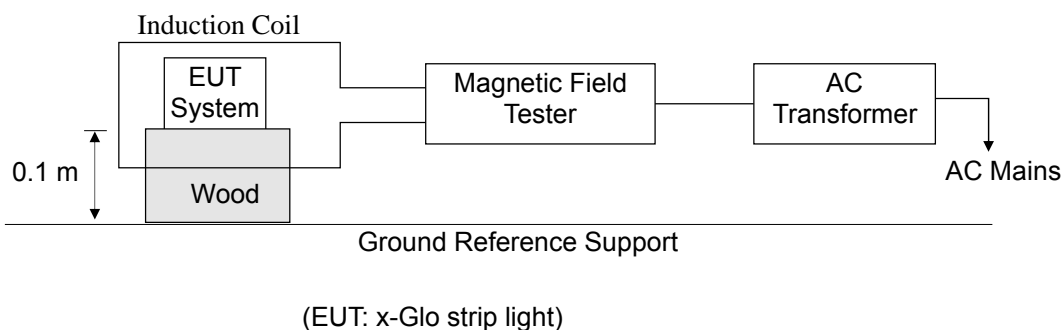 Induction Coil
EUT
System
Magnetic Field
Tester
AC
Transformer
0.1 m
Wood
AC Mains
Ground Reference Support
(EUT: x-Glo strip light)